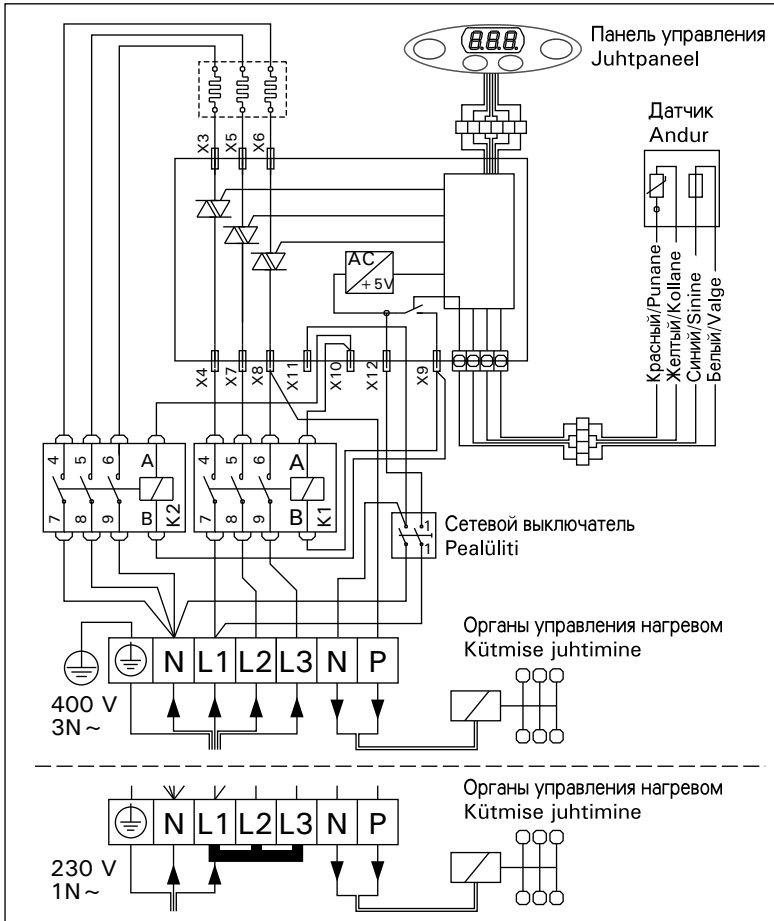 8.8.8.
Панель управления
Juhtpaneel
Датчик
Andur
X3
X5
X6
AC
+5V
Красный/Punane
Желтый/Kollane
Синий/Sinine
Белый/Valge
X4
X7
X8
X11
X10
X12
X9
4 5 6 A
7 8 9 B K2
4 5 6 A
7 8 9 B K1
1
1
Сетевой выключатель
Pealüliti
N L1 L2 L3 N P
400 V
3N~
Органы управления нагревом
Kütmise juhtimine
N L1 L2 L3 N P
230 V
1N~
Органы управления нагревом
Kütmise juhtimine